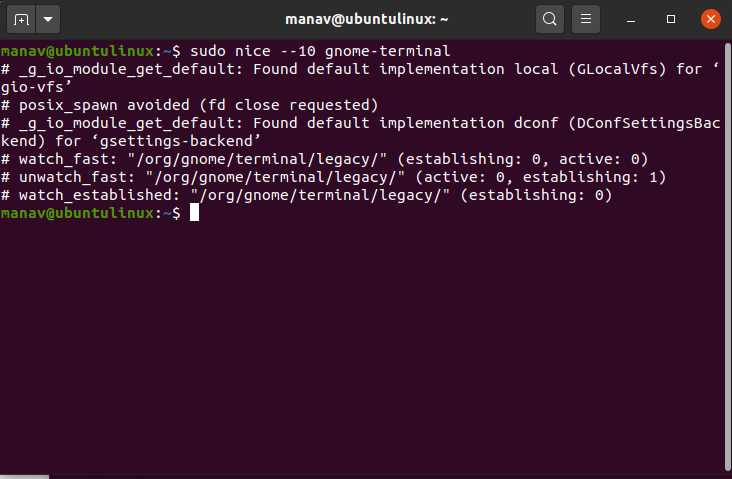 manav@ubuntulinux: ~
manav@ubuntulinux:~$ sudo nice --10 gnome-terminal
# _g_io_module_get_default: Found default implementation local (GLocalVfs) for ‘
gio-vfs’
# posix_spawn avoided (fd close requested)
# _g_io_module_get_default: Found default implementation dconf (DConfSettingsBac
kend) for ‘gsettings-backend’
# watch_fast: "/org/gnome/terminal/legacy/" (establishing: 0, active: 0)
# unwatch_fast: "/org/gnome/terminal/legacy/" (active: 0, establishing: 1)
# watch_established: "/org/gnome/terminal/legacy/" (establishing: 0)
manav@ubuntulinux:~$